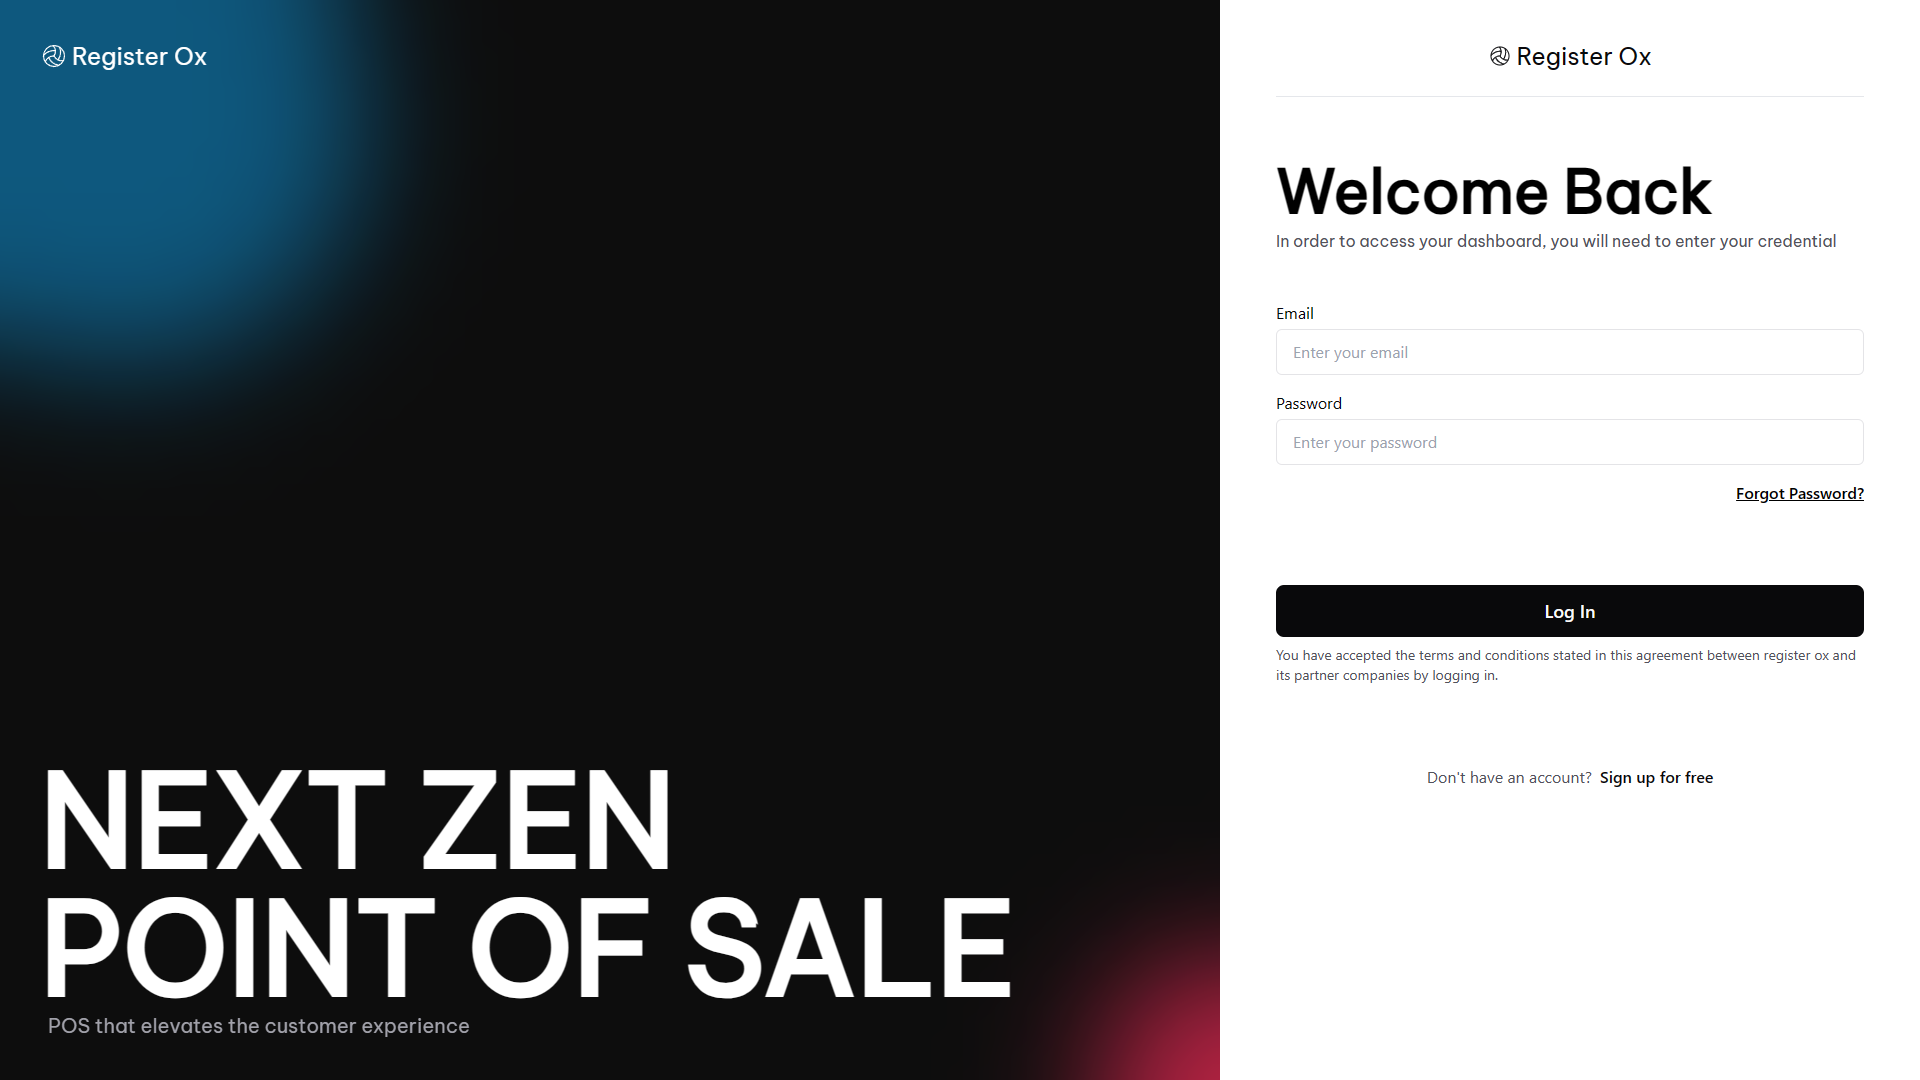 Register Ox
NEXT ZEN
POINT OF SALE
POS that elevates the customer experience
Register Ox
Welcome Back
In order to access your dashboard, you will need to enter your credential
Email
Enter your email
Password
Enter your password
Forgot Password?
Log In
You have accepted the terms and conditions stated in this agreement between register ox and
its partner companies by logging in.
Don't have an account? Sign up for free